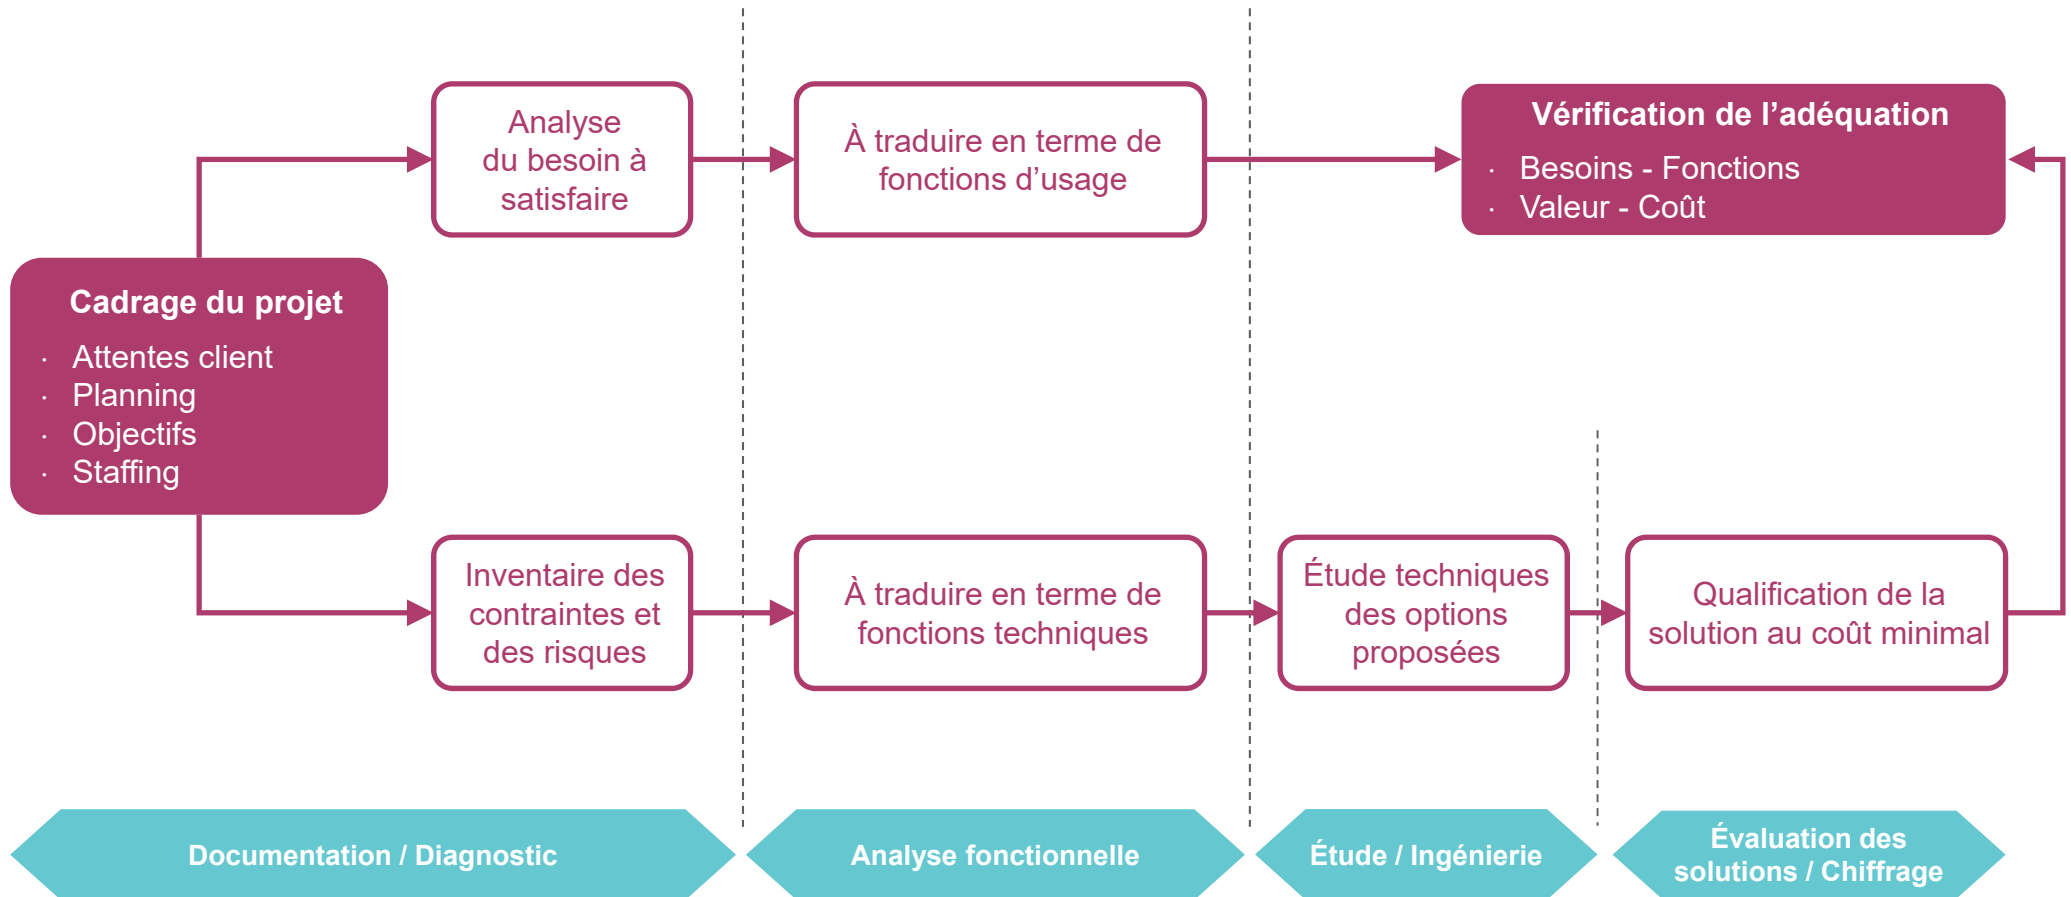 Analyse
du besoin à
satisfaire
À traduire en terme de
fonctions d’usage
Vérification de l’adéquation
· Besoins - Fonctions
· Valeur - Coût
Cadrage du projet
· Attentes client
· Planning
· Objectifs
· Staffing
Inventaire des
contraintes et
des risques
À traduire en terme de
fonctions techniques
Étude techniques
des options
proposées
Qualification de la
solution au coût minimal
Documentation / Diagnostic
Analyse fonctionnelle
Étude / Ingénierie
Évaluation des
solutions / Chiffrage